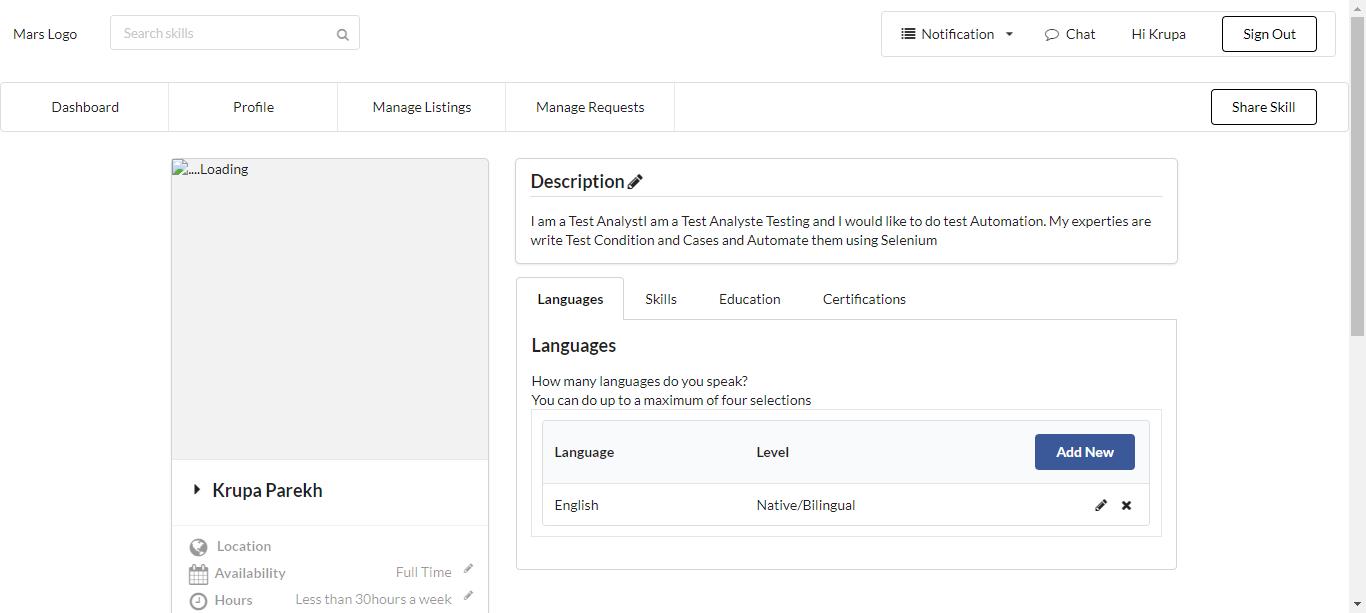 Mars Logo
Search skills
Notification
Chat
Hi Krupa
Sign Out
Dashboard
Profile
Manage Listings
Manage Requests
Share Skill
....Loading
Krupa Parekh
Location
Availability
Full Time
Hours
Less than 30hours a week
Description
I am a Test AnalystI am a Test Analyste Testing and I would like to do test Automation. My experties are
write Test Condition and Cases and Automate them using Selenium
Languages
Skills
Education
Certifications
Languages
How many languages do you speak?
You can do up to a maximum of four selections
Language
Level
Add New
English
Native/Bilingual